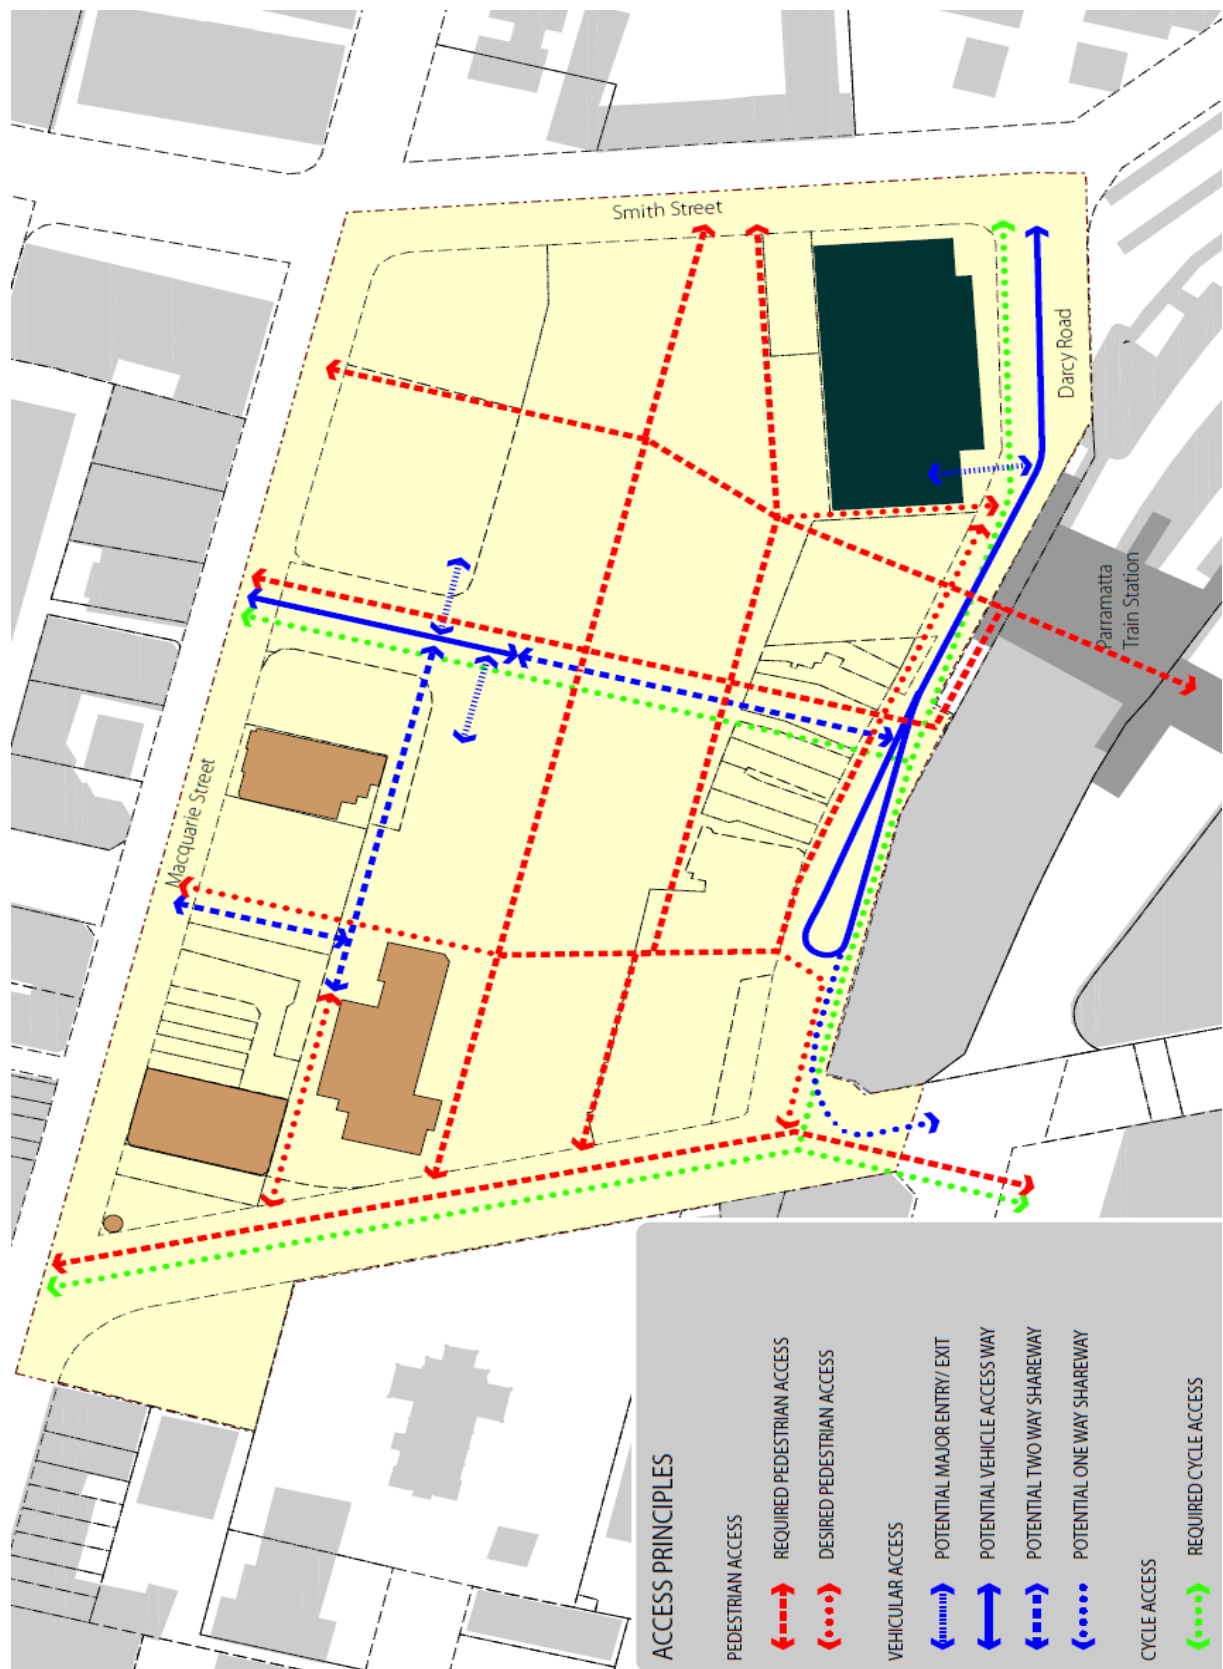 Smith Street
Darcy Road
Macquarie Street
Parramatta
Train Station
ACCESS PRINCIPLES
PEDESTRIAN ACCESS
REQUIRED PEDESTRIAN ACCESS
DESIRED PEDESTRIAN ACCESS
VEHICULAR ACCESS
POTENTIAL MAJOR ENTRY/ EXIT
POTENTIAL VEHICLE ACCESS WAY
POTENTIAL TWO WAY SHAREWAY
POTENTIAL ONE WAY SHAREWAY
CYCLE ACCESS
REQUIRED CYCLE ACCESS